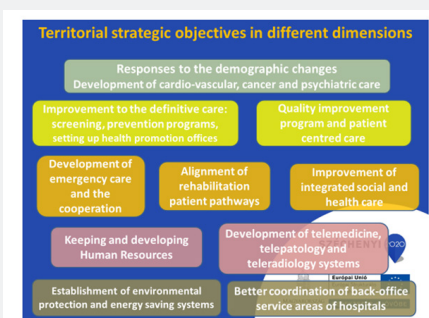 Territorial strategic objectives in different dimensions
Responses to the demographic changes
Development of cardio-vascular, cancer and psychiatric care
Improvement to the definitive care:
screening, prevention programs,
setting up health promotion offices
Quality improvement
program and patient
centred care
Development of
emergency care
and the
cooperation
Alignment of
rehabilitation
patient pathways
Improvement of
integrated social and
health care
Keeping and developing
Human Resources
Development of telemedicine,
telepatology and
teleradiology systems
2020
Európai Unió
Establishment of environmental
protection and energy saving systems
Better coordination of back-office
service areas of hospitals